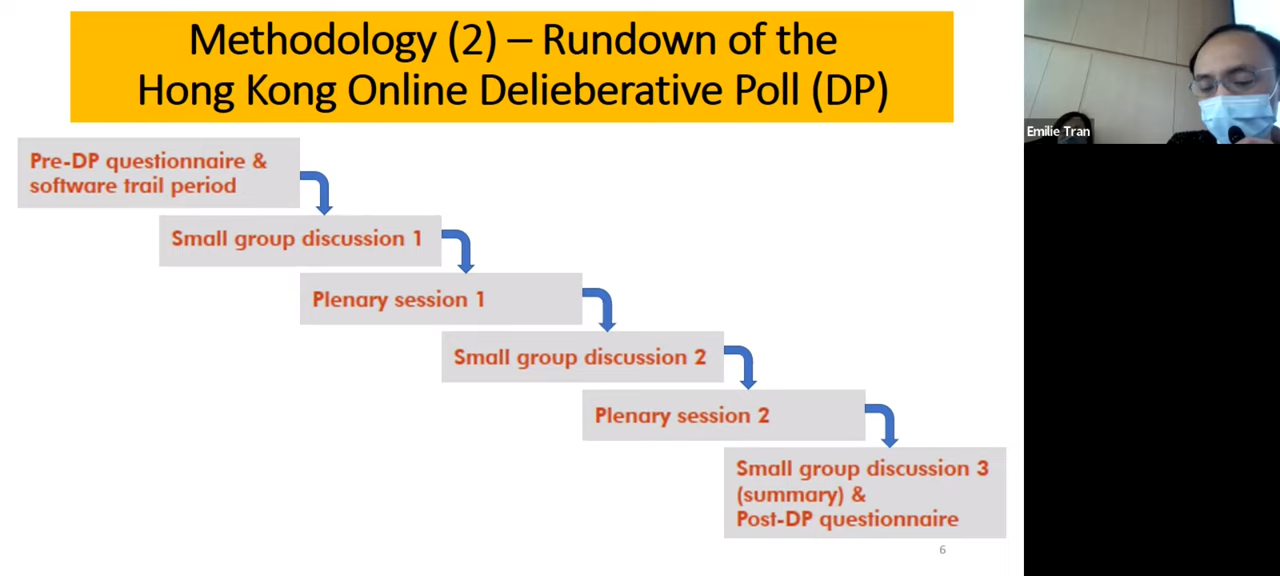 Methodology (2) – Rundown of the
Hong Kong Online Delieberative Poll (DP)
Emilie Tran
Pre-DP questionnaire &
software trail period
Small group discussion 1
Plenary session 1
Small group discussion 2
Plenary session 2
Small group discussion 3
(summary) &
Post-DP questionnaire
6